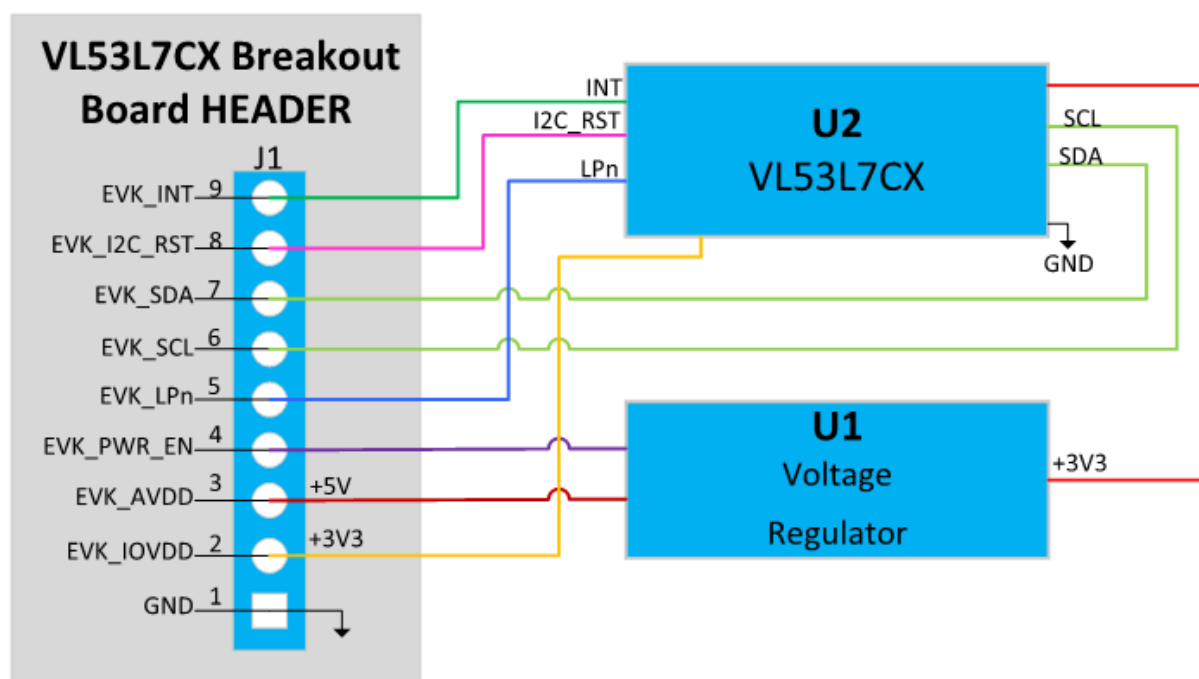 VL53L7CX Breakout
Board HEADER
J1
EVK_INT 9
EVK_I2C_RST 8
EVK_SDA 7
EVK_SCL 6
EVK_LPn 5
EVK_PWR_EN 4
EVK_AVDD 3 +5V
EVK_IOVDD 2 +3V3
GND 1
INT
I2C_RST
LPn
U2
VL53L7CX
SCL
SDA
GND
U1
Voltage
Regulator
+3V3